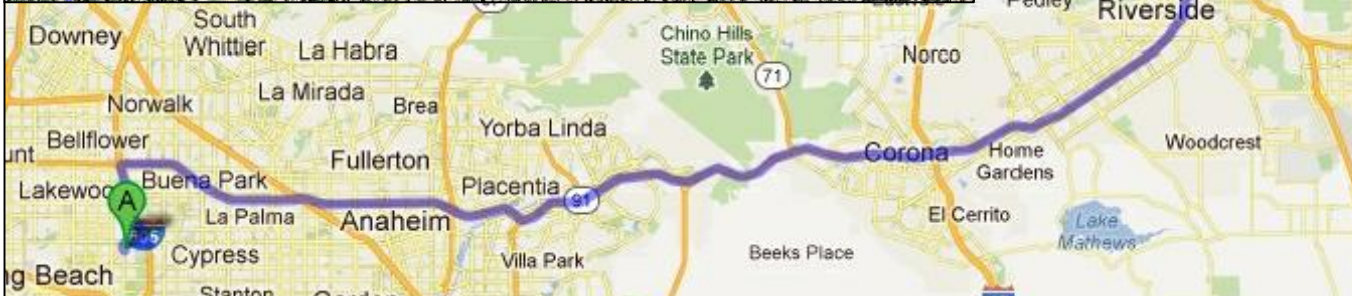 South
Whittier
Downey
La Habra
Chino Hills
State Park
71
Norco
Pedley
Riverside
Norwalk
La Mirada
Brea
Yorba Linda
Bellflower
Fullerton
Corona
Home
Gardens
Woodcrest
Buena Park
Placentia
91
A
La Palma
Anaheim
El Cerrito
Lake
Mathews
Cypress
Villa Park
Beeks Place
Stanton